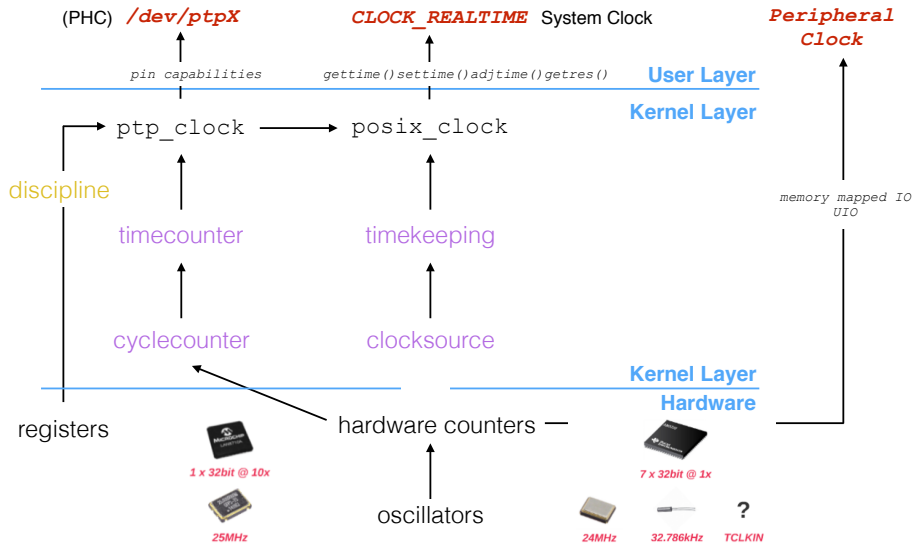 (PHC) /dev/ptpX CLOCK_REALTIME System Clock Peripheral
Clock
pin capabilities gettime()settime()adjtime()getres() User Layer
Kernel Layer
ptp_clock posix_clock
discipline
memory mapped IO
UIO
timecounter timekeeping
cyclecounter clocksource
Kernel Layer
Hardware
registers hardware counters
MICROCHIP
1 x 32bit @ 10x 7 x 32bit @ 1x
oscillators ?
25MHz 24MHz 32.786kHz TCLKIN